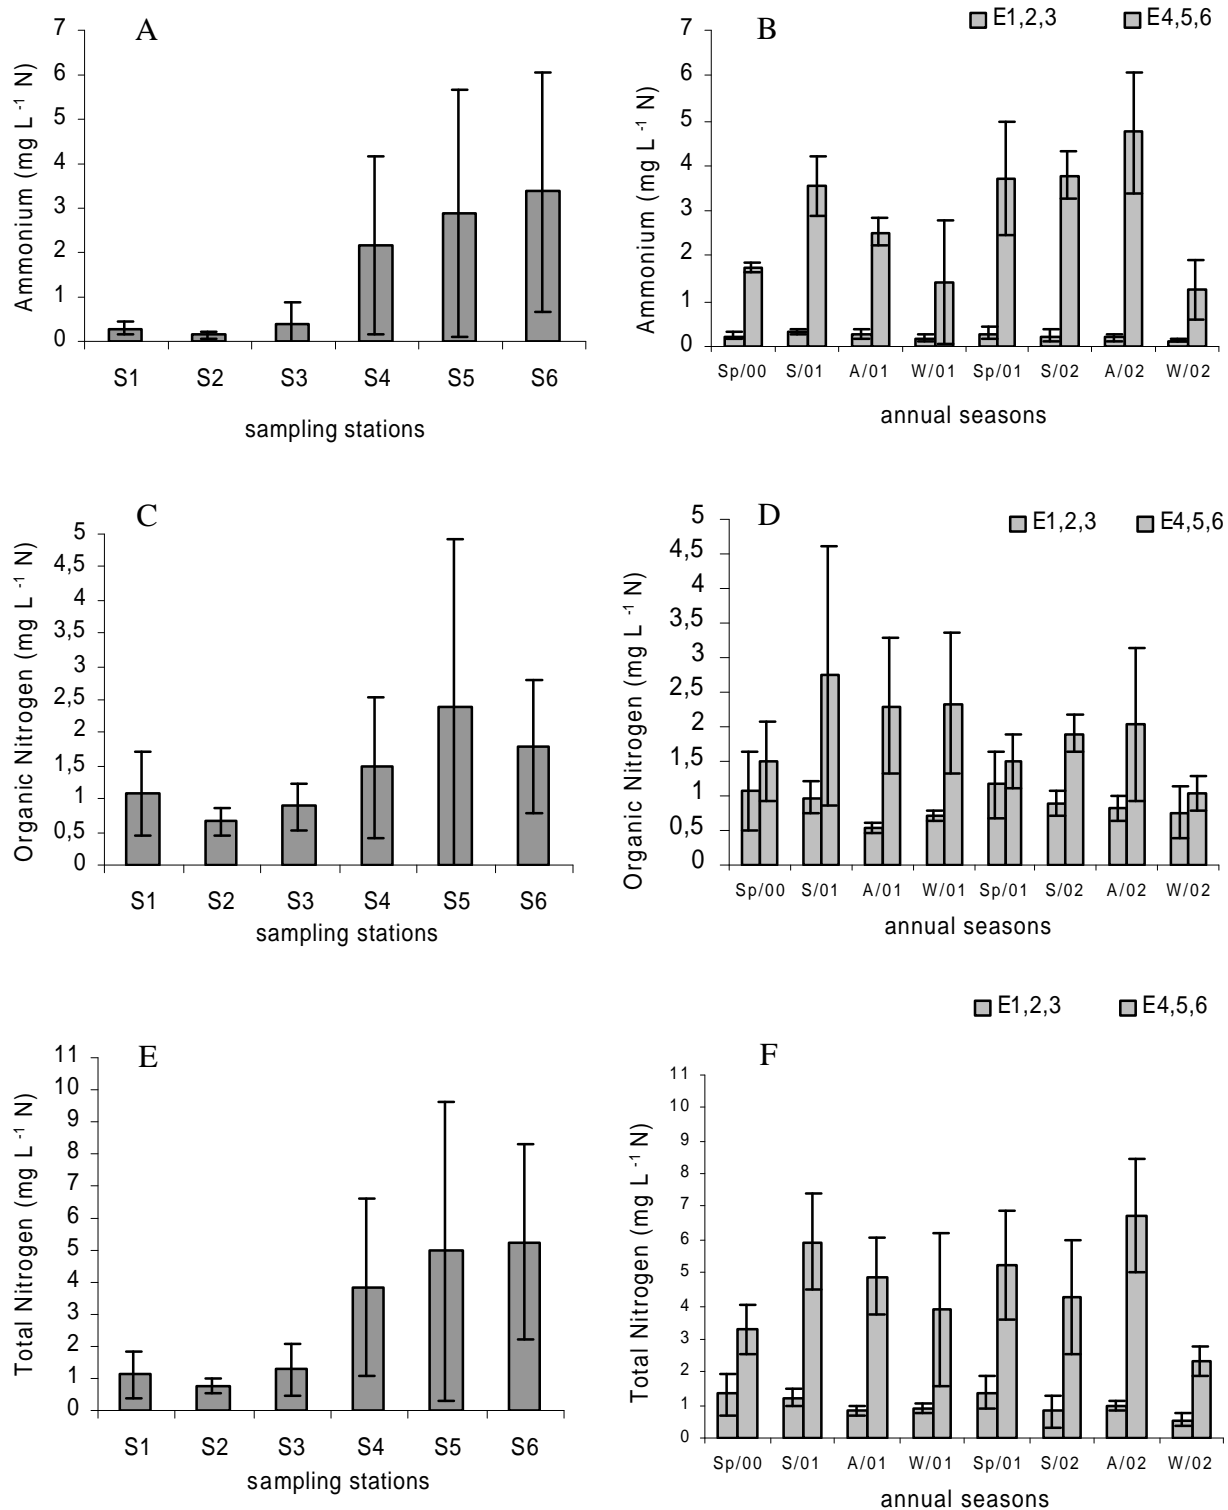 A
Ammonium (mg L -1 N)
7
6
5
4
3
2
1
0
S1 S2 S3 S4 S5 S6
sampling stations
B
E1,2,3 E4,5,6
Ammonium (mg L -1 N)
7
6
5
4
3
2
1
0
Sp/00 S/01 A/01 W/01 Sp/01 S/02 A/02 W/02
annual seasons
C
Organic Nitrogen (mg L -1 N)
5
4,5
4
3,5
3
2,5
2
1,5
1
0,5
0
S1 S2 S3 S4 S5 S6
sampling stations
D
E1,2,3 E4,5,6
Organic Nitrogen (mg L -1 N)
5
4,5
4
3,5
3
2,5
2
1,5
1
0,5
0
Sp/00 S/01 A/01 W/01 Sp/01 S/02 A/02 W/02
annual seasons
E
Total Nitrogen (mg L -1 N)
11
10
9
8
7
6
5
4
3
2
1
0
S1 S2 S3 S4 S5 S6
sampling stations
E1,2,3 E4,5,6
F
Total Nitrogen (mg L -1 N)
11
10
9
8
7
6
5
4
3
2
1
0
Sp/00 S/01 A/01 W/01 Sp/01 S/02 A/02 W/02
annual seasons